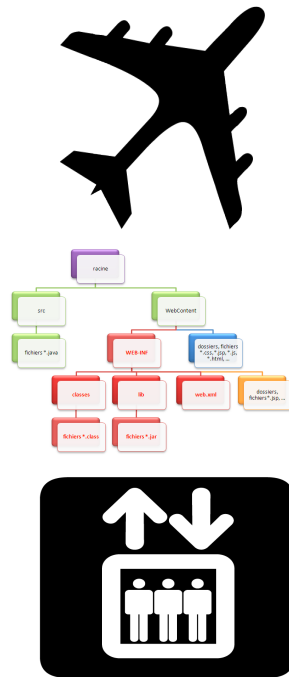 racine
src
WebContent
fichiers *.java
WEB-INF
dossiers, fichiers
*.css, *.jsp, *.js,
*.html, ...
classes
lib
web.xml
dossiers,
fichiers*.jsp, ...
fichiers *.class
fichiers *.jar